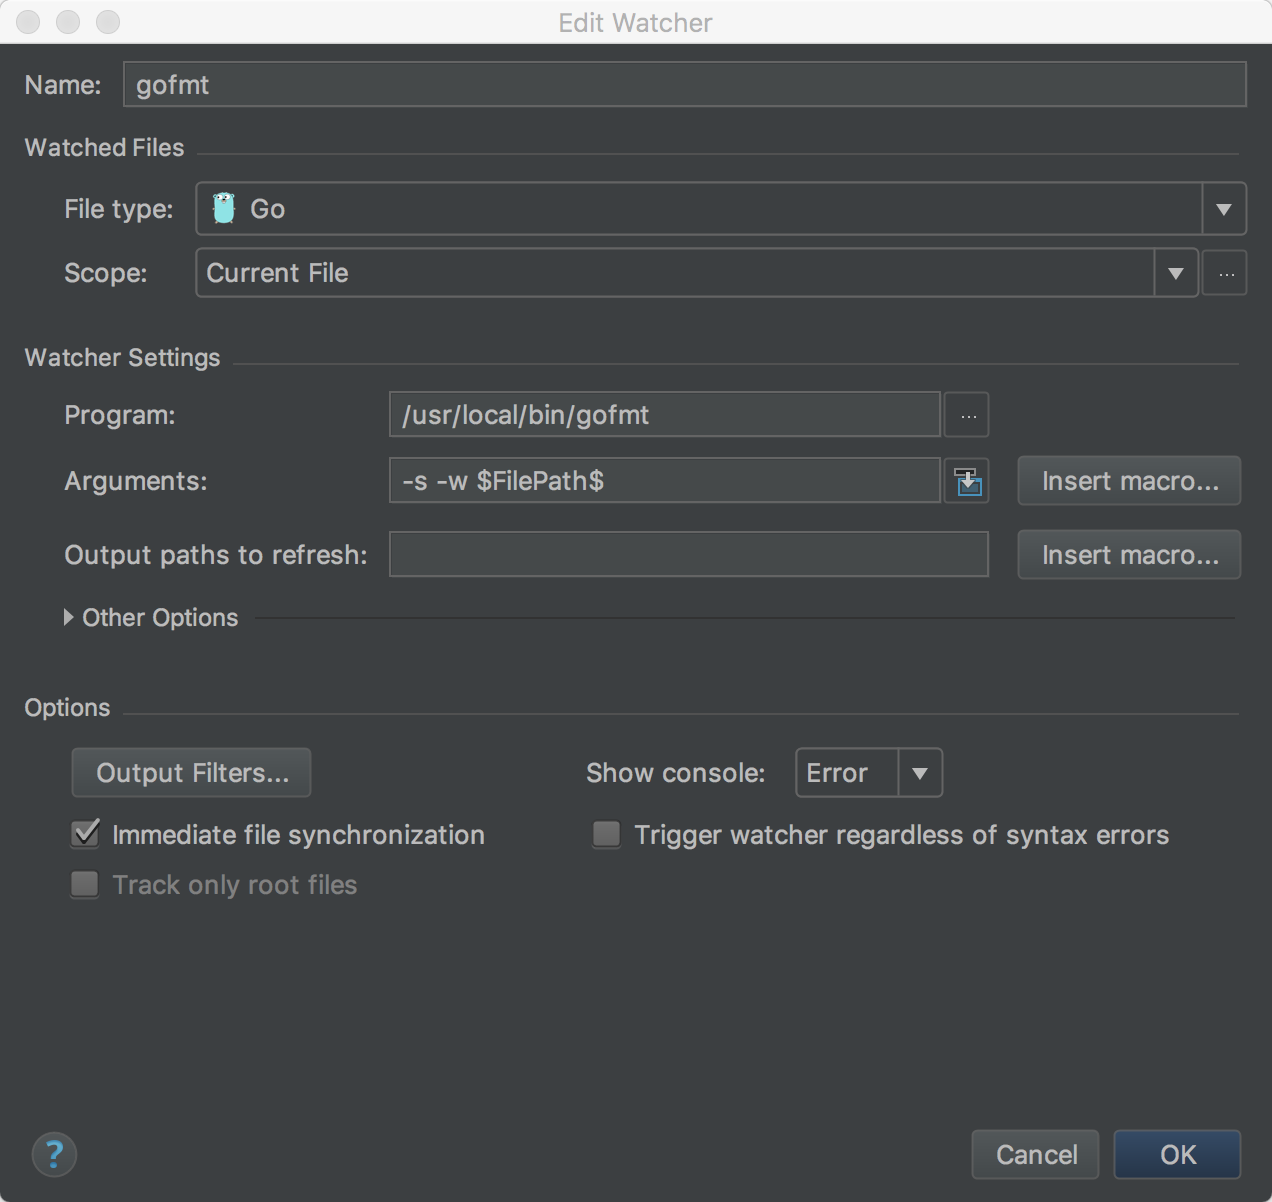 Edit Watcher
Name: gofmt
Watched Files
File type: Go
Scope: Current File ...
Watcher Settings
Program: /usr/local/bin/gofmt ...
Arguments: -s -w $FilePath$ Insert macro...
Output paths to refresh: Insert macro...
Other Options
Options
Output Filters... Show console: Error
Immediate file synchronization Trigger watcher regardless of syntax errors
Track only root files
? Cancel OK